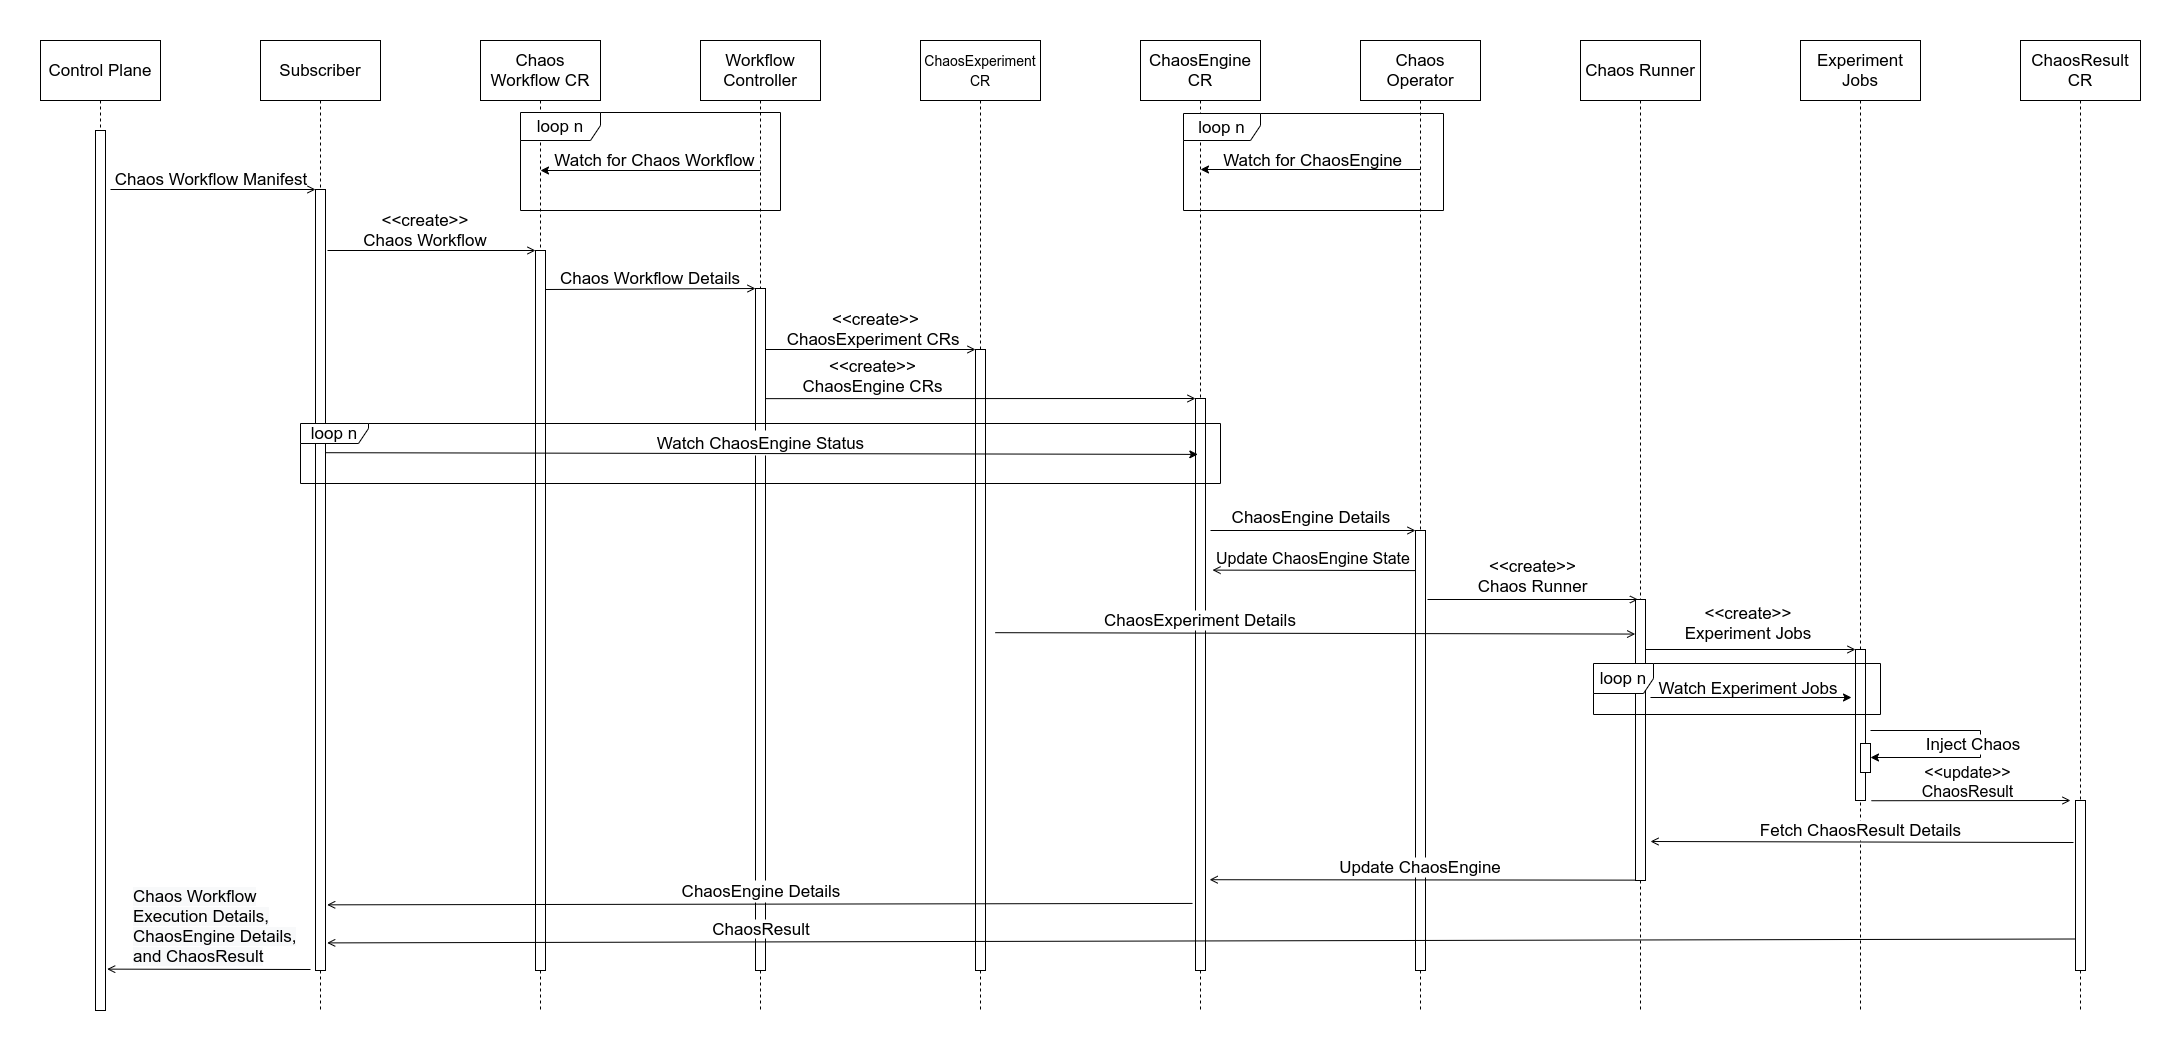 Control Plane
Subscriber
Chaos
Workflow CR
Workflow
Controller
ChaosExperiment
CR
ChaosEngine
CR
Chaos
Operator
Chaos Runner
Experiment
Jobs
ChaosResult
CR
loop n
Watch for Chaos Workflow
loop n
Watch for ChaosEngine
Chaos Workflow Manifest
<<create>>
Chaos Workflow
Chaos Workflow Details
<<create>>
ChaosExperiment CRs
<<create>>
ChaosEngine CRs
loop n
Watch ChaosEngine Status
ChaosEngine Details
Update ChaosEngine State
<<create>>
Chaos Runner
ChaosExperiment Details
<<create>>
Experiment Jobs
loop n
Watch Experiment Jobs
Inject Chaos
<<update>>
ChaosResult
Fetch ChaosResult Details
Update ChaosEngine
ChaosEngine Details
ChaosResult
Chaos Workflow
Execution Details,
ChaosEngine Details,
and ChaosResult